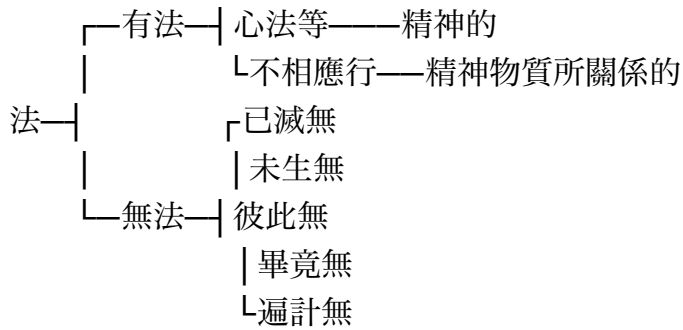 ┌─有法─┤心法等───精神的
│ └不相應行──精神物質所關係的
法─┤ ┌已滅無
│ │未生無
└─無法─┤彼此無
│畢竟無
└遍計無